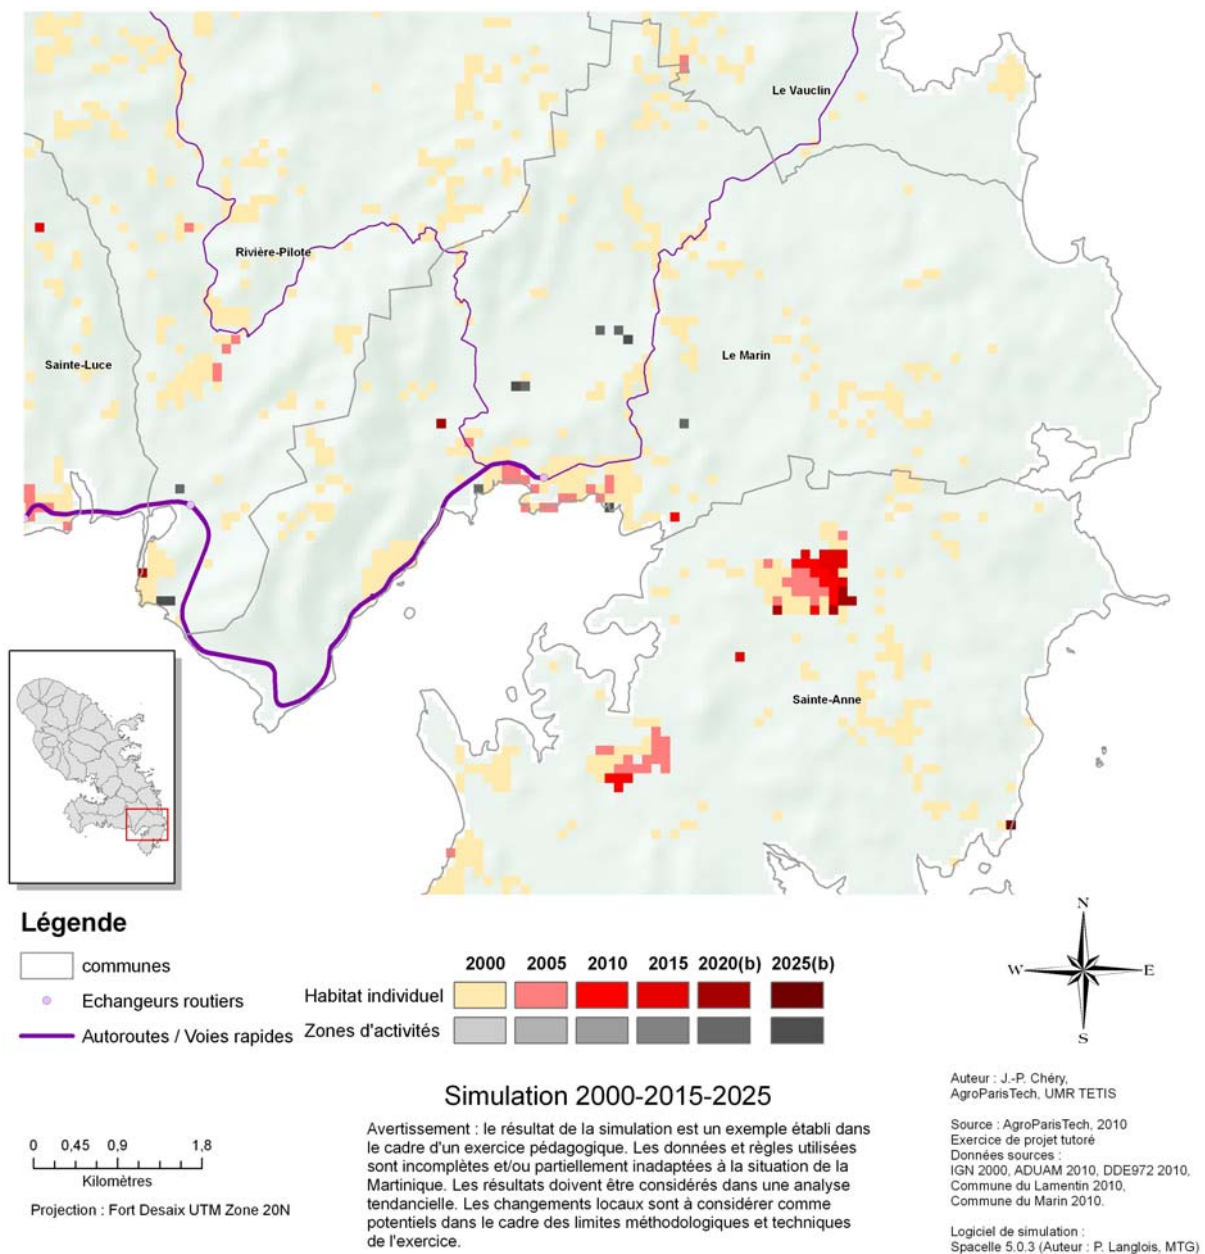 Le Vauclin
Rivière-Pilote
Sainte-Luce
Le Marin
Sainte-Anne
Légende
communes
Echangeurs routiers
Autoroutes / Voies rapides
2000 2005 2010 2015 2020(b) 2025(b)
Habitat individuel
Zones d'activités
N
W E
S
0 0,45 0,9 1,8
Kilomètres
Projection : Fort Desaix UTM Zone 20N
Simulation 2000-2015-2025
Avertissement : le résultat de la simulation est un exemple établi dans
le cadre d'un exercice pédagogique. Les données et règles utilisées
sont incomplètes et/ou partiellement inadaptées à la situation de la
Martinique. Les résultats doivent être considérés dans une analyse
tendancielle. Les changements locaux sont à considérer comme
potentiels dans le cadre des limites méthodologiques et techniques
de l'exercice.
Auteur : J.-P. Chéry,
AgroParisTech, UMR TETIS
Source : AgroParisTech, 2010
Exercice de projet tutoré
Données sources :
IGN 2000, ADUAM 2010, DDE972 2010,
Commune du Lamentin 2010,
Commune du Marin 2010.
Logiciel de simulation :
Spacelle 5.0.3 (Auteur : P. Langlois, MTG)